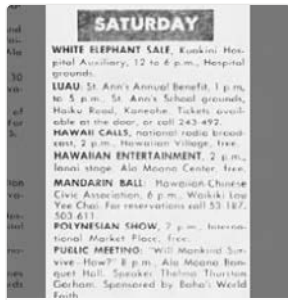 SATURDAY
WHITE ELEPHANT SALE, Kuakini Hos-
pital Auxiliary, 12 to 6 p.m., Hospital
grounds.
LUAU: St. Ann's Annual Benefit, 1 p.m.
to 5 p.m., St. Ann's School grounds,
Haiku Road, Kaneohe. Tickets avail-
able at the door, or call 243-492.
HAWAII CALLS, national radio broad-
cast, 2 p.m., Hawaiian Village, free.
HAWAIIAN ENTERTAINMENT, 2 p.m.,
lanai stage, Ala Moana Center, free.
MANDARIN BALL: Hawaiian-Chinese
Civic Association, 6 p.m., Waikiki Lau
Yee Chai. For reservations call 53-187,
503-611.
POLYNESIAN SHOW, 7 p.m., Interna-
tional Market Place, free.
PUBLIC MEETING: "Will Mankind Sur-
vive—How?" 8 p.m., Ala Moana Ban-
quet Hall. Speaker Thelma Thurston
Gorham. Sponsored by Baha'i World
Faith.